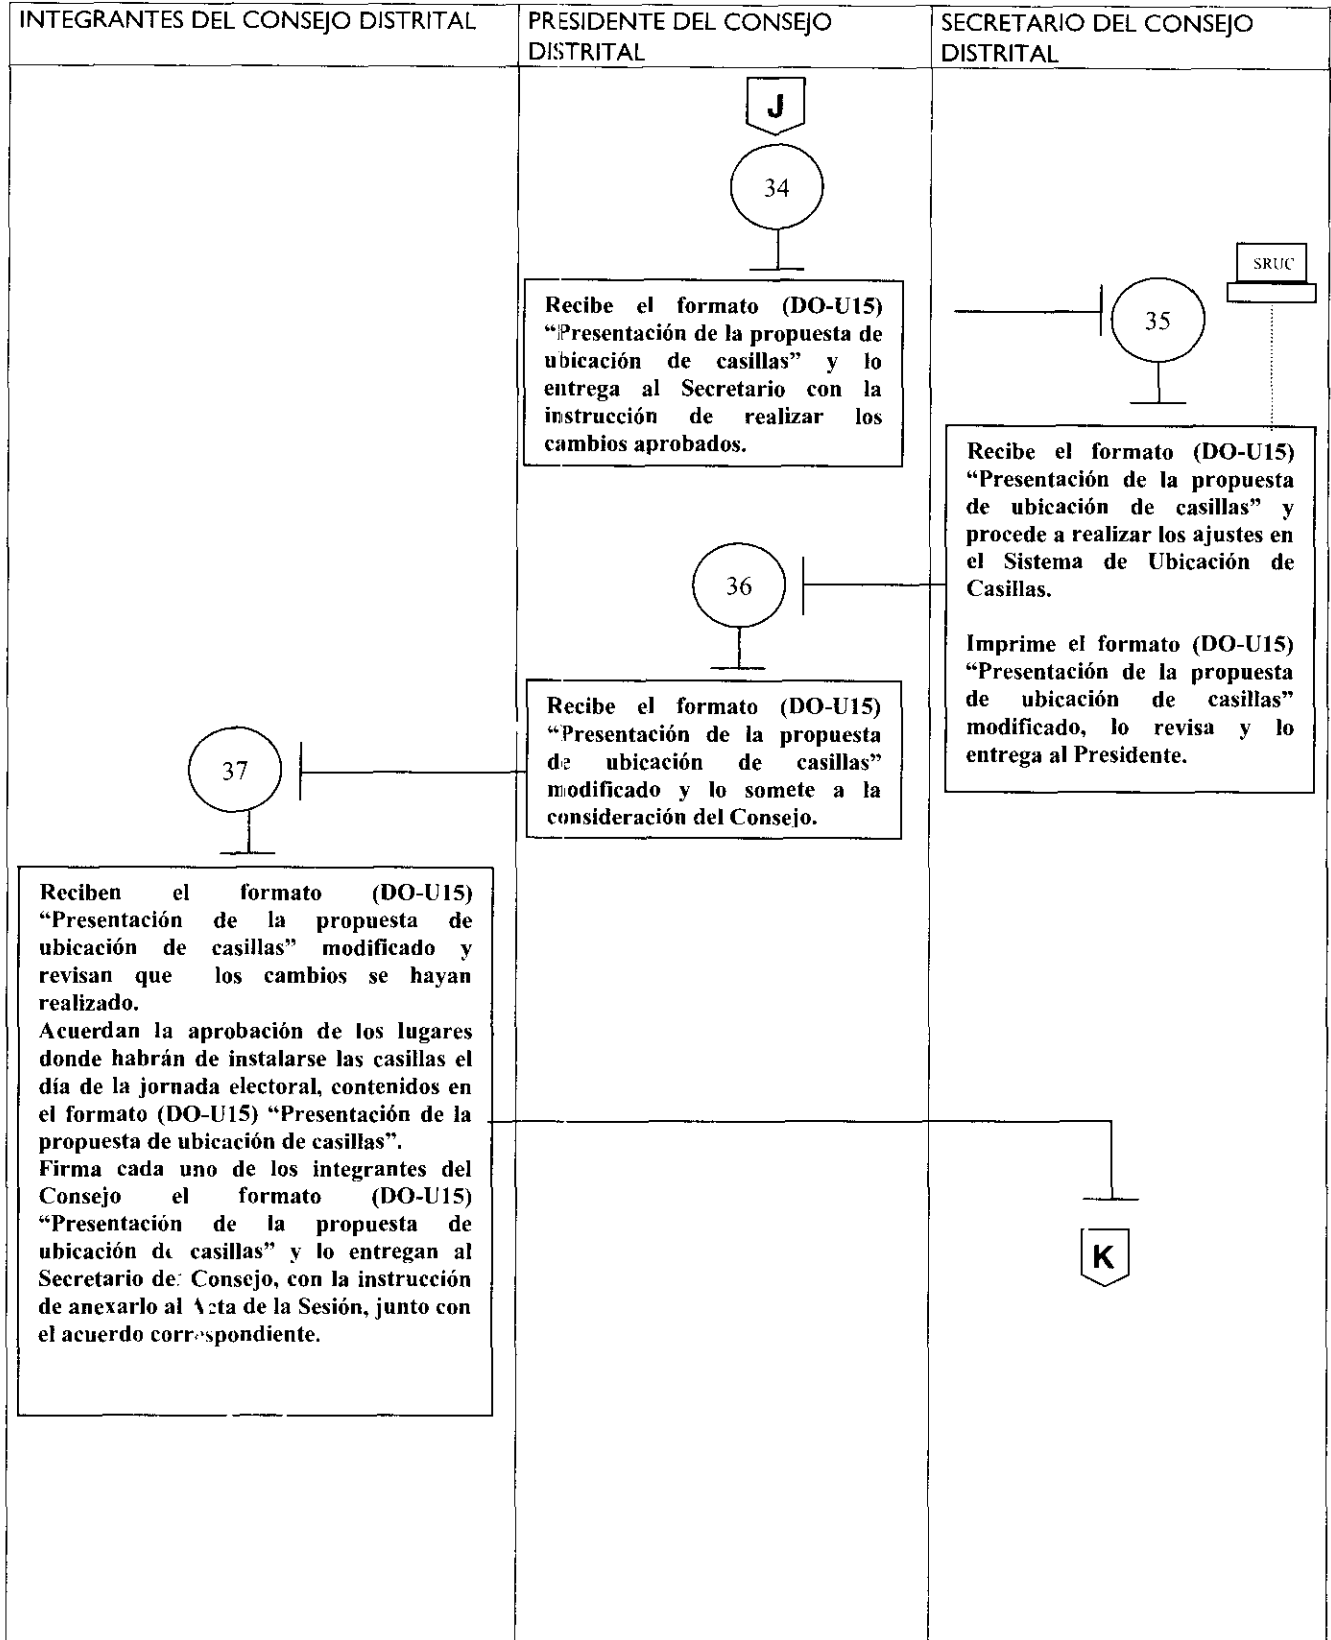 INTEGRANTES DEL CONSEJO DISTRITAL
PRESIDENTE DEL CONSEJO
DISTRITAL
SECRETARIO DEL CONSEJO
DISTRITAL
J
34
Recibe el formato (DO-U15)
“Presentación de la propuesta de
ubicación de casillas” y lo
entrega al Secretario con la
instrucción de realizar los
cambios aprobados.
SRUC
35
Recibe el formato (DO-U15)
“Presentación de la propuesta
de ubicación de casillas” y
procede a realizar los ajustes en
el Sistema de Ubicación de
Casillas.
Imprime el formato (DO-U15)
“Presentación de la propuesta
de ubicación de casillas”
modificado, lo revisa y lo
entrega al Presidente.
36
Recibe el formato (DO-U15)
“Presentación de la propuesta
de ubicación de casillas”
modificado y lo somete a la
consideración del Consejo.
37
Reciben el formato (DO-U15)
“Presentación de la propuesta de
ubicación de casillas” modificado y
revisan que los cambios se hayan
realizado.
Acuerdan la aprobación de los lugares
donde habrán de instalarse las casillas el
día de la jornada electoral, contenidos en
el formato (DO-U15) “Presentación de la
propuesta de ubicación de casillas”.
Firma cada uno de los integrantes del
Consejo el formato (DO-U15)
“Presentación de la propuesta de
ubicación de casillas” y lo entregan al
Secretario del Consejo, con la instrucción
de anexarlo al Acta de la Sesión, junto con
el acuerdo correspondiente.
K